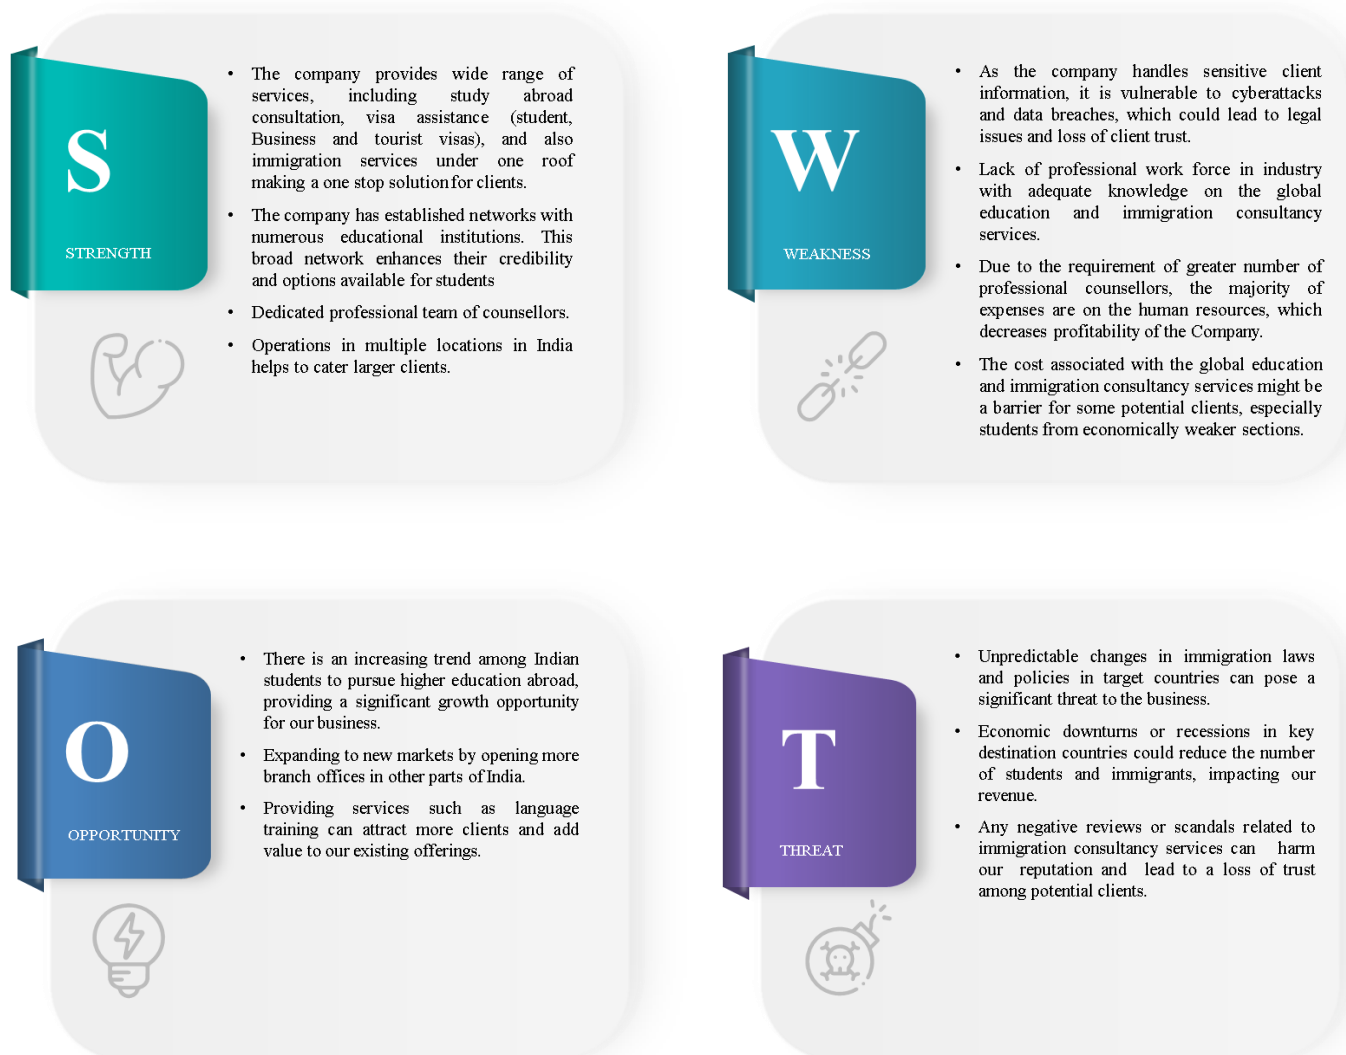 S
STRENGTH
• The company provides wide range of
services, including study abroad
consultation, visa assistance (student,
Business and tourist visas), and also
immigration services under one roof
making a one stop solution for clients.
• The company has established networks with
numerous educational institutions. This
broad network enhances their credibility
and options available for students
• Dedicated professional team of counsellors.
• Operations in multiple locations in India
helps to cater larger clients.
W
WEAKNESS
• As the company handles sensitive client
information, it is vulnerable to cyberattacks
and data breaches, which could lead to legal
issues and loss of client trust.
• Lack of professional work force in industry
with adequate knowledge on the global
education and immigration consultancy
services.
• Due to the requirement of greater number of
professional counsellors, the majority of
expenses are on the human resources, which
decreases profitability of the Company.
• The cost associated with the global education
and immigration consultancy services might be
a barrier for some potential clients, especially
students from economically weaker sections.
O
OPPORTUNITY
• There is an increasing trend among Indian
students to pursue higher education abroad,
providing a significant growth opportunity
for our business.
• Expanding to new markets by opening more
branch offices in other parts of India.
• Providing services such as language
training can attract more clients and add
value to our existing offerings.
T
THREAT
• Unpredictable changes in immigration laws
and policies in target countries can pose a
significant threat to the business.
• Economic downturns or recessions in key
destination countries could reduce the number
of students and immigrants, impacting our
revenue.
• Any negative reviews or scandals related to
immigration consultancy services can harm
our reputation and lead to a loss of trust
among potential clients.